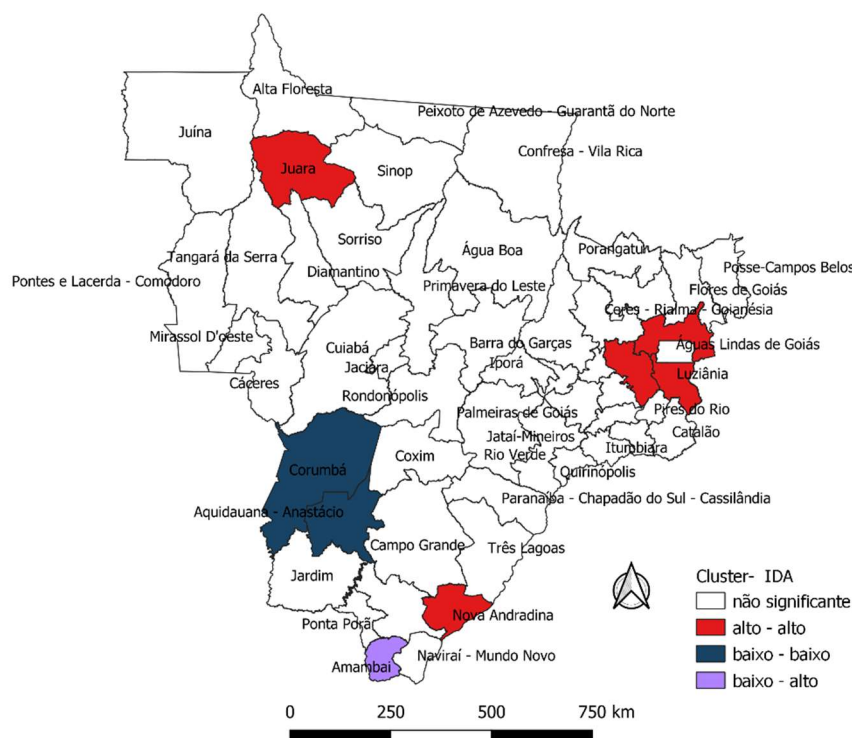 Alta Floresta
Peixoto de Azevedo - Guarantã do Norte
Juína
Confresa - Vila Rica
Juara
Sinop
Sorriso
Água Boa
Porangatu
Tangará da Serra
Posse-Campos Belos
Diamantino
Pontes e Lacerda - Comodoro
Primavera do Leste
Flores de Goiás
Ceres - Rialma - Goianésia
Mirassol D'oeste
Cuiabá
Barra do Garças
Águas Lindas de Goiás
Jaciara
Iporá
Cáceres
Luziânia
Rondonópolis
Palmeiras de Goiás
Pires do Rio
Jataí-Mineiros
Catalão
Corumbá
Coxim
Rio Verde
Itumbiara
Quirinópolis
Paranaíba - Chapadão do Sul - Cassilândia
Aquidauana - Anastácio
Campo Grande
Três Lagoas
Jardim
Nova Andradina
Ponta Porã
Naviraí - Mundo Novo
Amambai
Cluster- IDA
não significante
alto - alto
baixo - baixo
baixo - alto
0 250 500 750 km